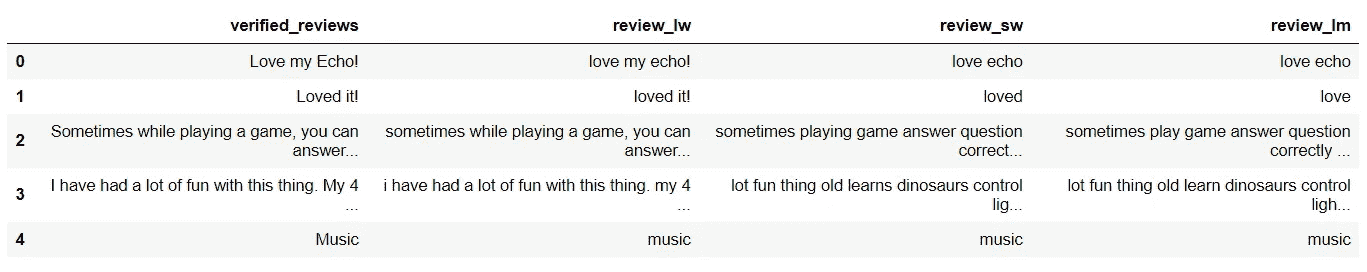 verified_reviews review_lw review_sw review_lm
0 Love my Echo! love my echo! love echo love echo
1 Loved it! loved it! loved love
2 Sometimes while playing a game, you can answer... sometimes while playing a game, you can answer... sometimes playing game answer question correct... sometimes play game answer question correctly ...
3 I have had a lot of fun with this thing. My 4 ... i have had a lot of fun with this thing. my 4 ... lot fun thing old learns dinosaurs control lig... lot fun thing old learn dinosaurs control ligh...
4 Music music music music